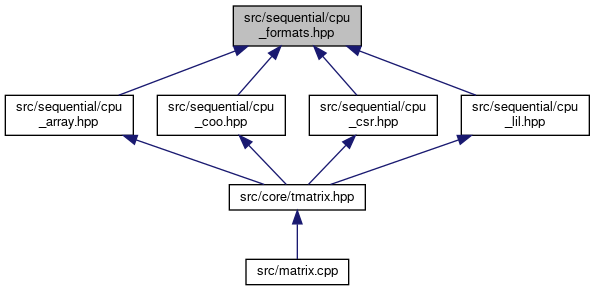 src/sequential/cpu
_formats.hpp
src/sequential/cpu
_array.hpp
src/sequential/cpu
_coo.hpp
src/sequential/cpu
_csr.hpp
src/sequential/cpu
_lil.hpp
src/core/tmatrix.hpp
src/matrix.cpp